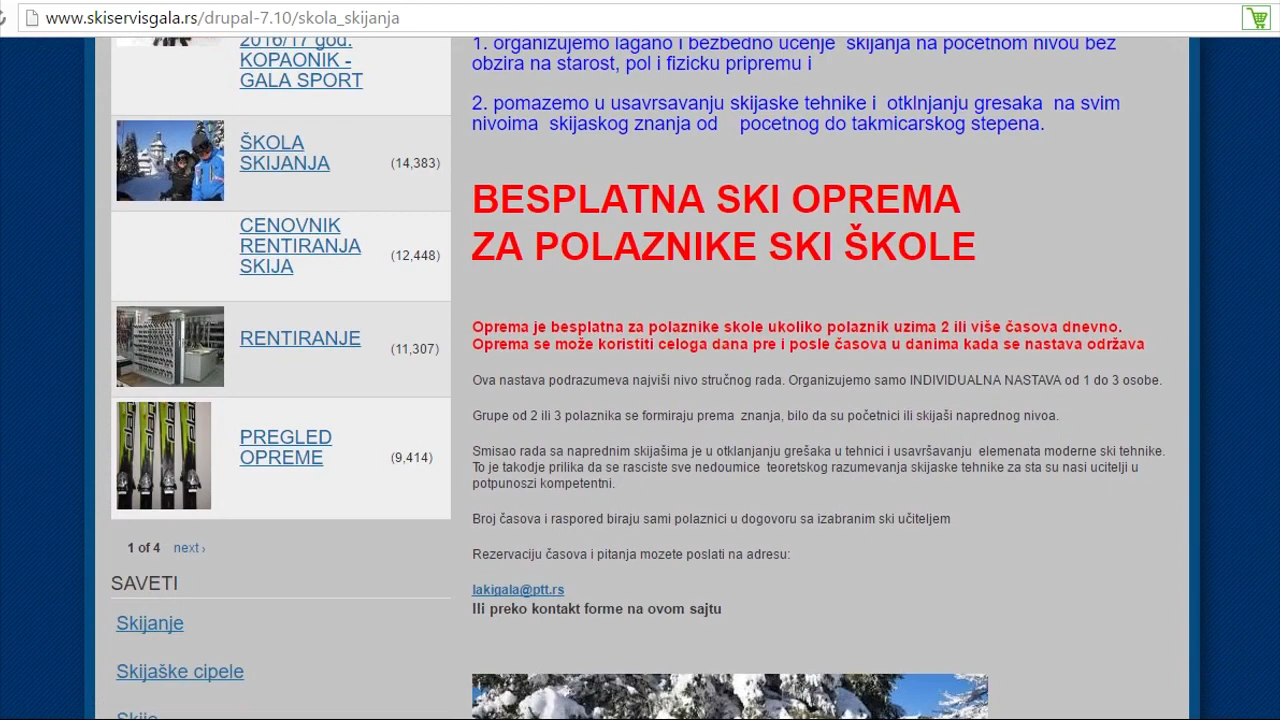 www.skiservisgala.rs/drupal-7.10/skola_skijanja
2016/17 god.
KOPAONIK -
GALA SPORT
ŠKOLA
SKIJANJA
(14,383)
CENOVNIK
RENTIRANJA
SKIJA
(12,448)
RENTIRANJE
(11,307)
PREGLED
OPREME
(9,414)
1 of 4 next ›
SAVETI
Skijanje
Skijaške cipele
Skije
1. organizujemo lagano i bezbedno ucenje skijanja na pocetnom nivou bez
obzira na starost, pol i fizicku pripremu i
2. pomazemo u usavrsavanju skijaske tehnike i otklnjanju gresaka na svim
nivoima skijaskog znanja od pocetnog do takmicarskog stepena.
BESPLATNA SKI OPREMA
ZA POLAZNIKE SKI ŠKOLE
Oprema je besplatna za polaznike skole ukoliko polaznik uzima 2 ili više časova dnevno.
Oprema se može koristiti celoga dana pre i posle časova u danima kada se nastava održava
Ova nastava podrazumeva najviši nivo stručnog rada. Organizujemo samo INDIVIDUALNA NASTAVA od 1 do 3 osobe.
Grupe od 2 ili 3 polaznika se formiraju prema znanja, bilo da su početnici ili skijaši naprednog nivoa.
Smisao rada sa naprednim skijašima je u otklanjanju grešaka u tehnici i usavršavanju elemenata moderne ski tehnike.
To je takodje prilika da se rasciste sve nedoumice teoretskog razumevanja skijaske tehnike za sta su nasi ucitelji u
potpunoszi kompetentni.
Broj časova i raspored biraju sami polaznici u dogovoru sa izabranim ski učiteljem
Rezervaciju časova i pitanja mozete poslati na adresu:
lakigala@ptt.rs
Ili preko kontakt forme na ovom sajtu